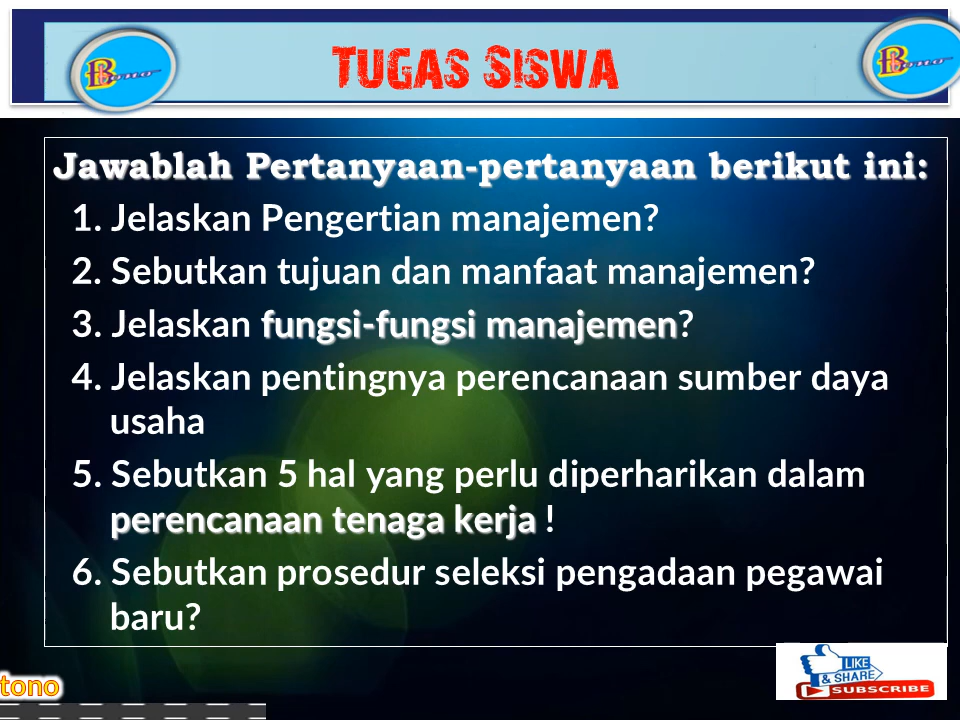 TUGAS SISWA
Bono
Bono
Jawablah Pertanyaan-pertanyaan berikut ini:
1. Jelaskan Pengertian manajemen?
2. Sebutkan tujuan dan manfaat manajemen?
3. Jelaskan fungsi-fungsi manajemen?
4. Jelaskan pentingnya perencanaan sumber daya
usaha
5. Sebutkan 5 hal yang perlu diperharikan dalam
perencanaan tenaga kerja !
6. Sebutkan prosedur seleksi pengadaan pegawai
baru?
LIKE
& SHARE
SUBSCRIBE
tono